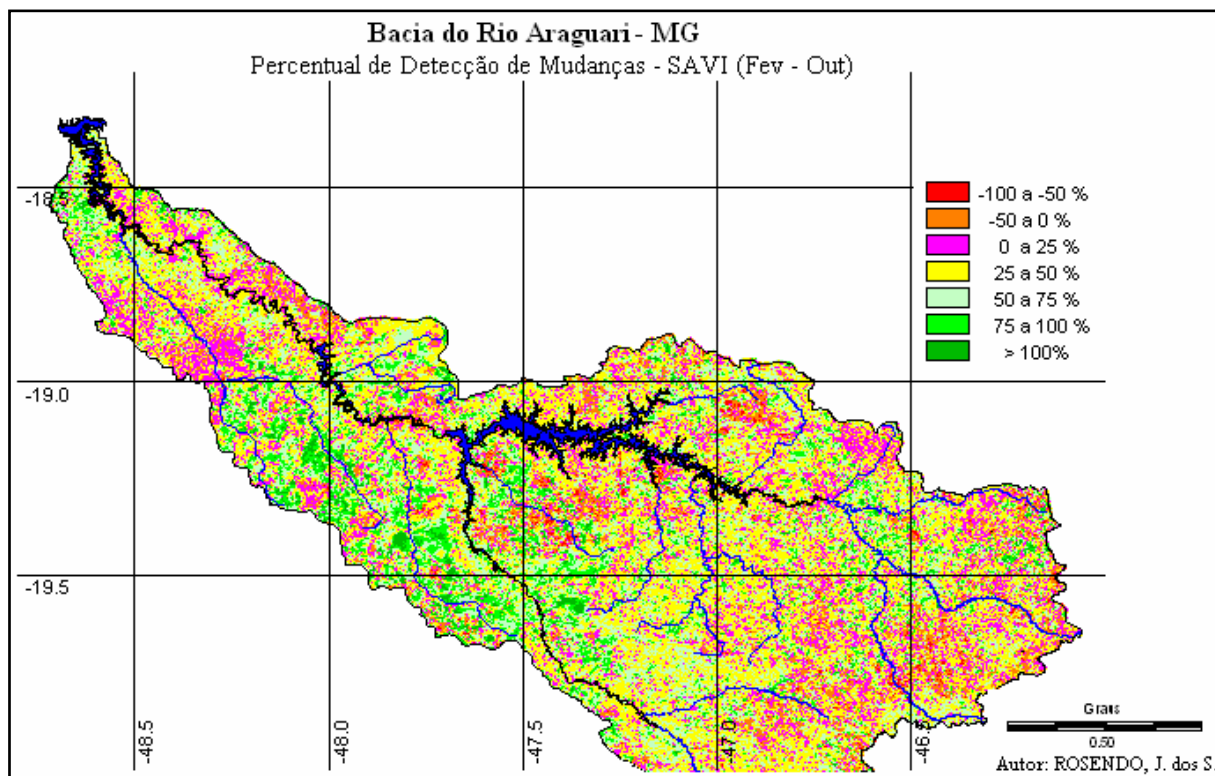 Bacia do Rio Araguari - MG
Percentual de Detecção de Mudanças - SAVI (Fev - Out)
-18.5
-100 a -50 %
-50 a 0 %
0 a 25 %
25 a 50 %
50 a 75 %
75 a 100 %
> 100%
-19.0
-19.5
-48.5
-48.0
-47.5
-47.0
-46.5
Graus
0.50
Autor: ROSENDO, J. dos S.